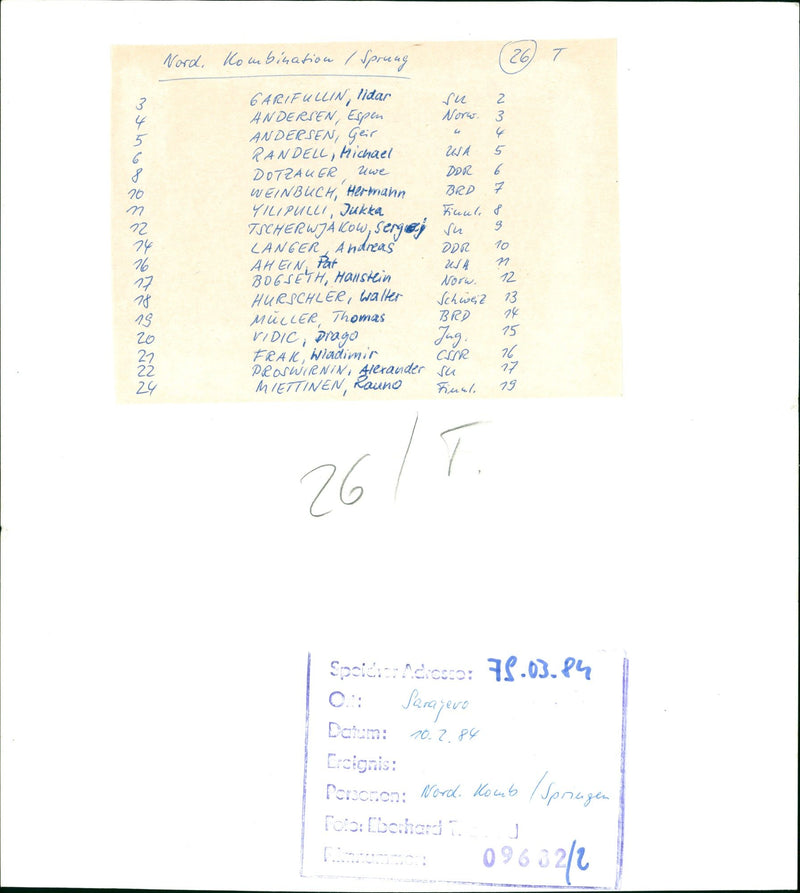 Nord. Kombination / Sprung 26 T
3 GARIFULLIN, Ildar SU 2
4 ANDERSEN, Espen Norw. 3
5 ANDERSEN, Geir " 4
6 RANDELL, Michael USA 5
8 DOTZAUER, Uwe DDR 6
10 WEINBUCH, Hermann BRD 7
11 YLIPULLI, Jukka Finnl. 8
12 TSCHERWJAKOW, Sergej SU 9
14 LANGER, Andreas DDR 10
16 AHEIN, Pat USA 11
17 BOGSETH, Hallstein Norw. 12
18 HURSCHLER, Walter Schweiz 13
19 MÜLLER, Thomas BRD 14
20 VIDIC, Drago Jug. 15
21 FRAK, Wladimir CSSR 16
22 PROSWIRNIN, Alexander SU 17
24 MIETTINEN, Rauno Finnl. 19
26 / T.
Speicher-Adresse: 79.03.84
Ort: Sarajevo
Datum: 10.2.84
Ereignis:
Personen: Nord. Komb / Springen
Foto: Eberhard
Filmnummer: 09682/2